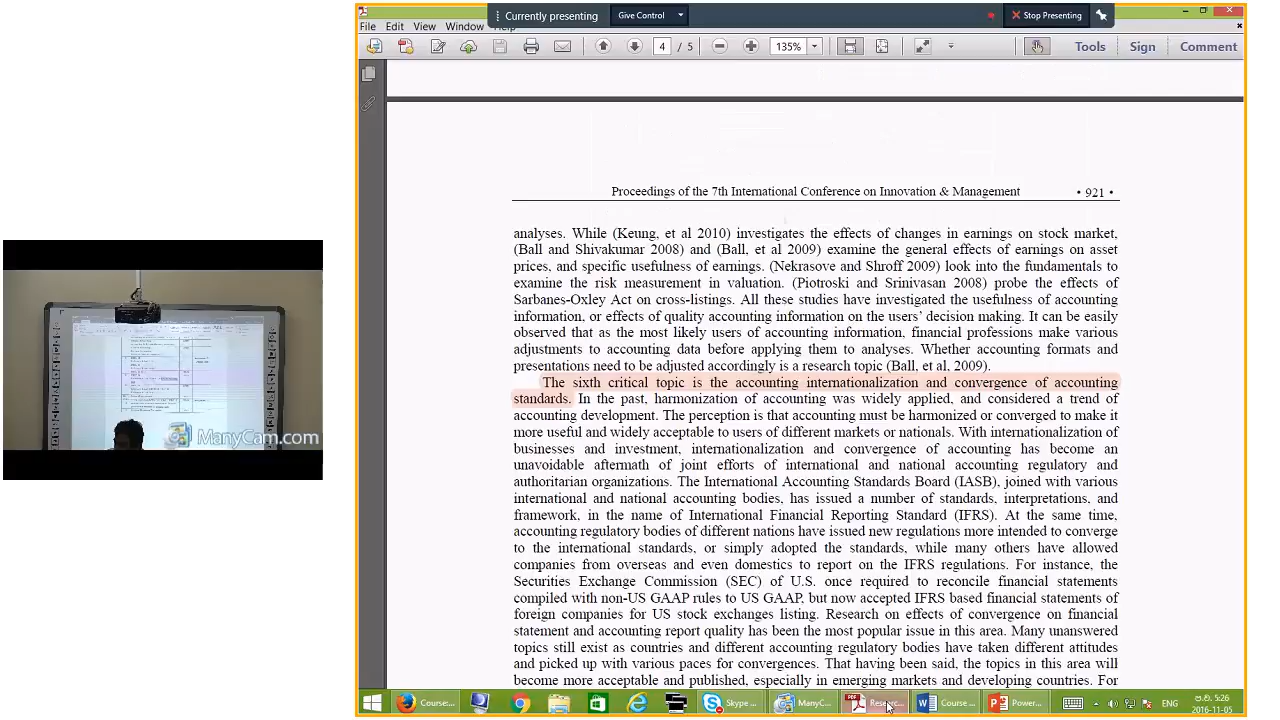 Currently presenting
Give Control
Stop Presenting
File Edit View Window Help
4 / 5
135%
Tools Sign Comment
Proceedings of the 7th International Conference on Innovation & Management • 921 •
analyses. While (Keung, et al 2010) investigates the effects of changes in earnings on stock market,
(Ball and Shivakumar 2008) and (Ball, et al 2009) examine the general effects of earnings on asset
prices, and specific usefulness of earnings. (Nekrasove and Shroff 2009) look into the fundamentals to
examine the risk measurement in valuation. (Piotroski and Srinivasan 2008) probe the effects of
Sarbanes-Oxley Act on cross-listings. All these studies have investigated the usefulness of accounting
information, or effects of quality accounting information on the users' decision making. It can be easily
observed that as the most likely users of accounting information, financial professions make various
adjustments to accounting data before applying them to analyses. Whether accounting formats and
presentations need to be adjusted accordingly is a research topic (Ball, et al, 2009).
The sixth critical topic is the accounting internationalization and convergence of accounting
standards. In the past, harmonization of accounting was widely applied, and considered a trend of
accounting development. The perception is that accounting must be harmonized or converged to make it
more useful and widely acceptable to users of different markets or nationals. With internationalization of
businesses and investment, internationalization and convergence of accounting has become an
unavoidable aftermath of joint efforts of international and national accounting regulatory and
authoritarian organizations. The International Accounting Standards Board (IASB), joined with various
international and national accounting bodies, has issued a number of standards, interpretations, and
framework, in the name of International Financial Reporting Standard (IFRS). At the same time,
accounting regulatory bodies of different nations have issued new regulations more intended to converge
to the international standards, or simply adopted the standards, while many others have allowed
companies from overseas and even domestics to report on the IFRS regulations. For instance, the
Securities Exchange Commission (SEC) of U.S. once required to reconcile financial statements
compiled with non-US GAAP rules to US GAAP, but now accepted IFRS based financial statements of
foreign companies for US stock exchanges listing. Research on effects of convergence on financial
statement and accounting report quality has been the most popular issue in this area. Many unanswered
topics still exist as countries and different accounting regulatory bodies have taken different attitudes
and picked up with various paces for convergences. That having been said, the topics in this area will
become more acceptable and published, especially in emerging markets and developing countries. For
ManyCam.com
Course... Skype ... ManyC... Researc... Course ... Power... ENG
5:26
2016-11-05